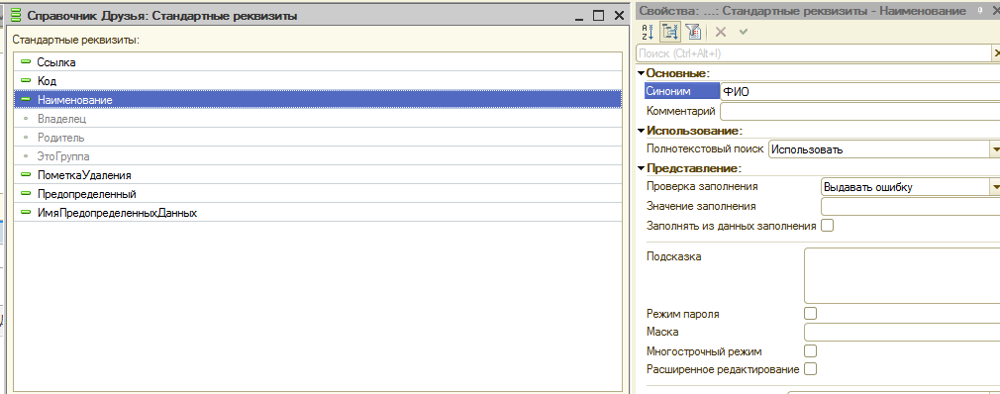 Справочник Друзья: Стандартные реквизиты
Стандартные реквизиты:
Ссылка
Код
Наименование
Владелец
Родитель
ЭтоГруппа
ПометкаУдаления
Предопределенный
ИмяПредопределенныхДанных
Свойства: ...: Стандартные реквизиты - Наименование
Поиск (Ctrl+Alt+I)
Основные:
Синоним ФИО
Комментарий
Использование:
Полнотекстовый поиск Использовать
Представление:
Проверка заполнения Выдавать ошибку
Значение заполнения
Заполнять из данных заполнения
Подсказка
Режим пароля
Маска
Многострочный режим
Расширенное редактирование